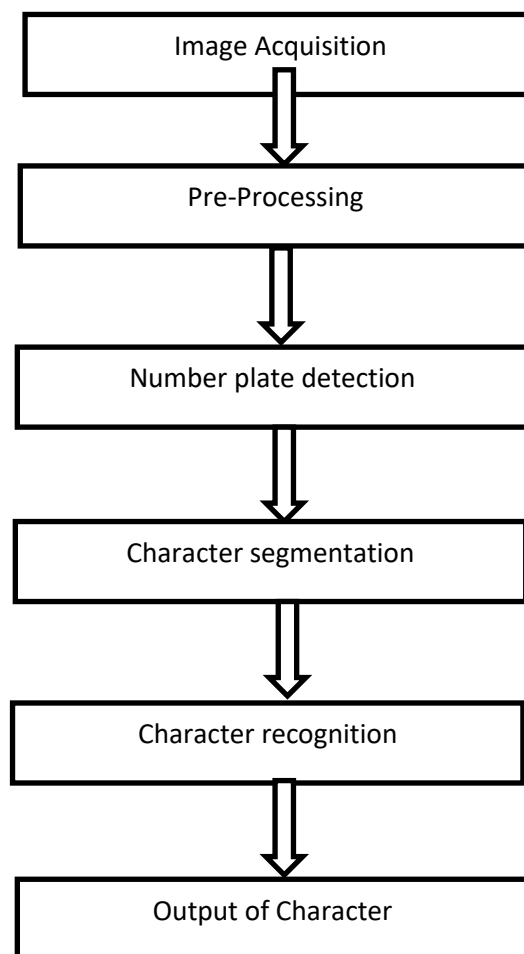 Image Acquisition
Pre-Processing
Number plate detection
Character segmentation
Character recognition
Output of Character